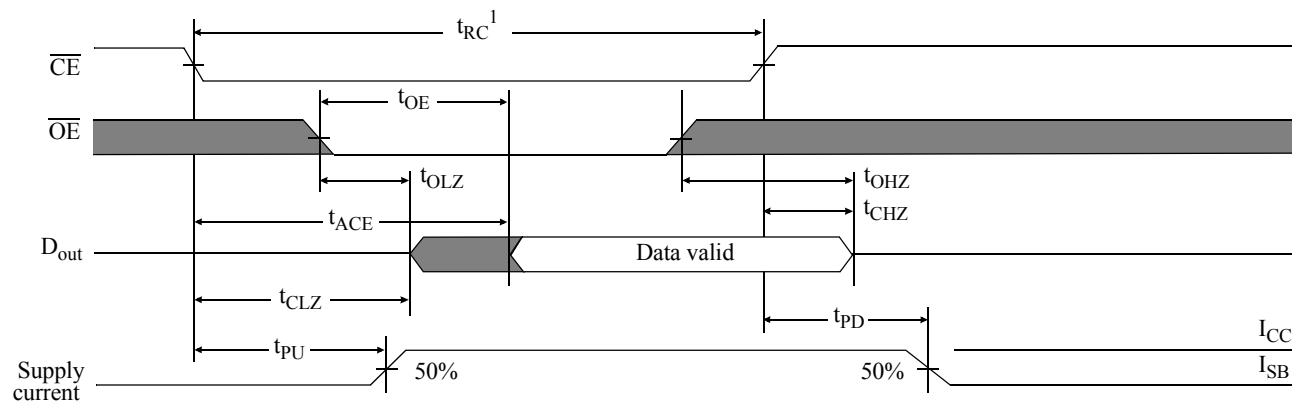 tRC1
CE
tOE
OE
tOLZ
tOHZ
tACE
tCHZ
Dout
Data valid
tCLZ
tPD
tPU
ICC
50%
50%
ISB
Supply
current